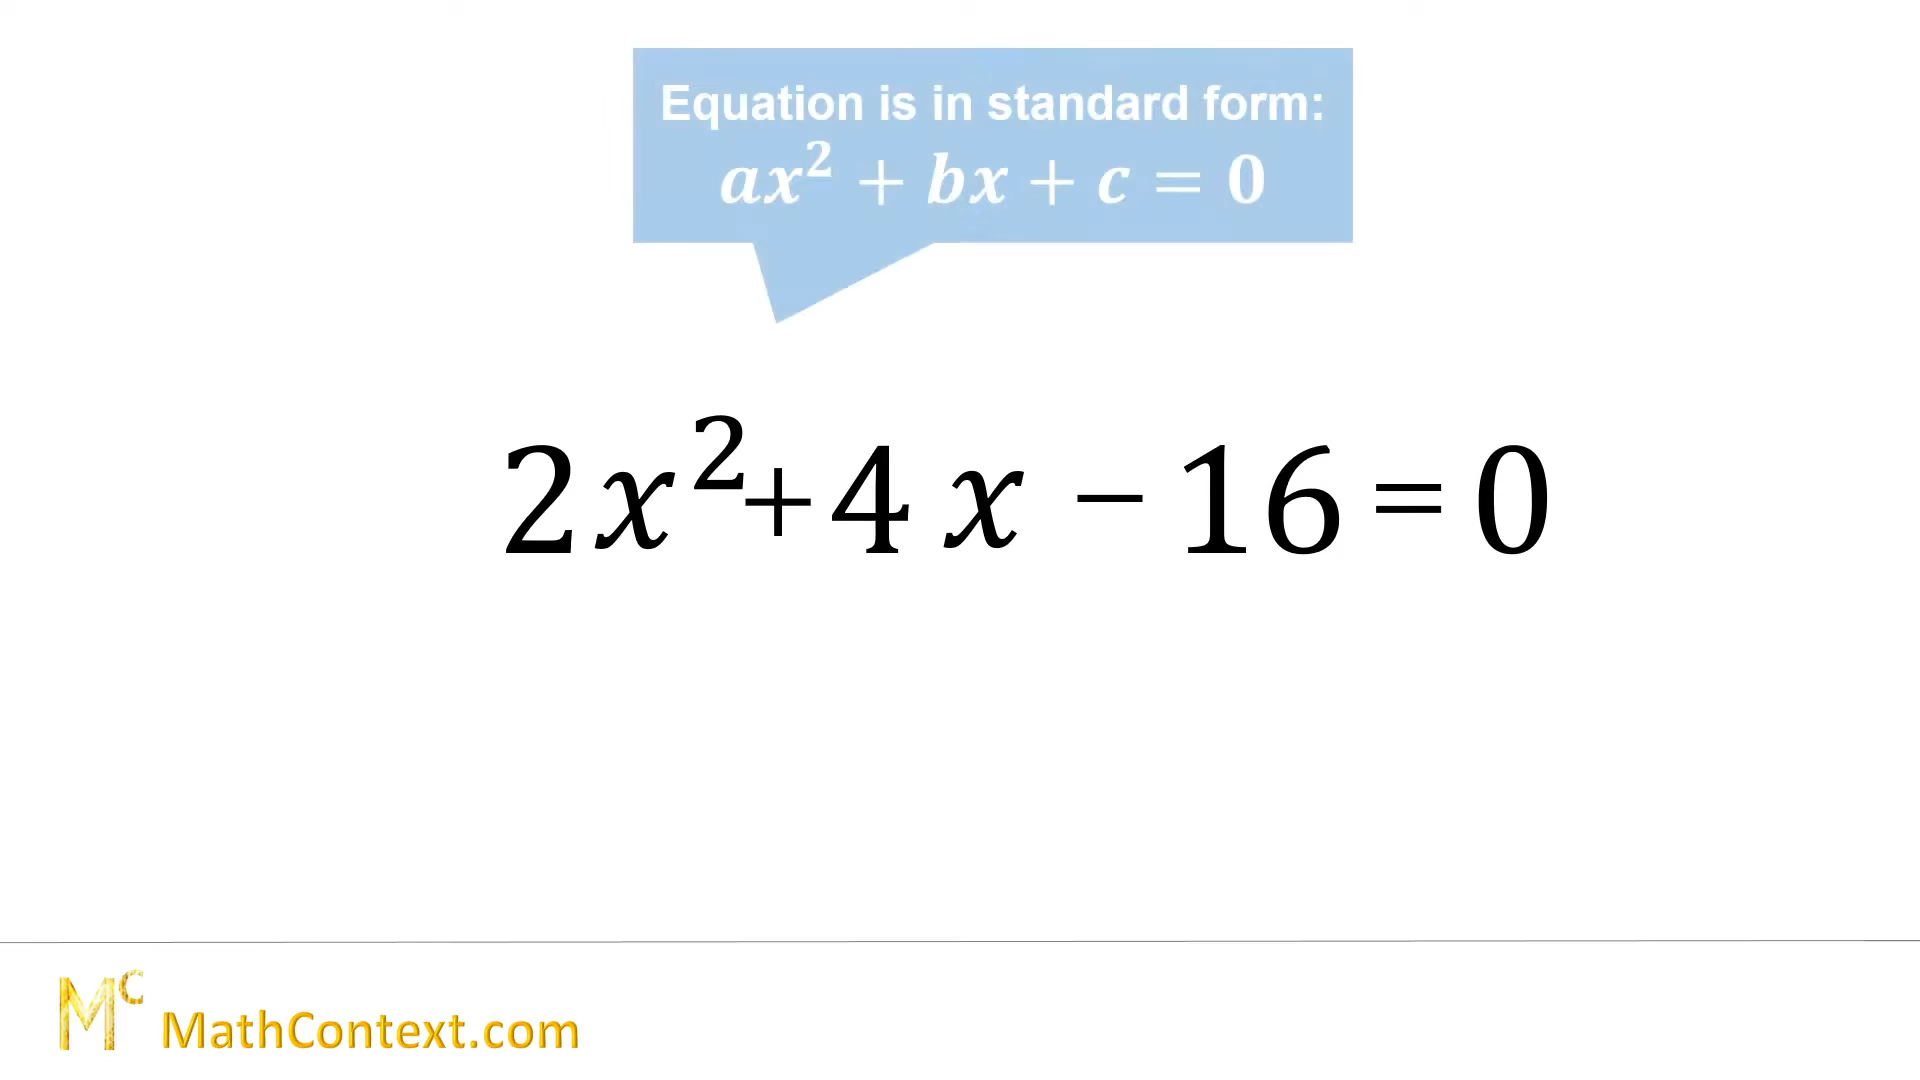 Equation is in standard form:
ax² + bx + c = 0
2x²+4x − 16 = 0
Mc MathContext.com